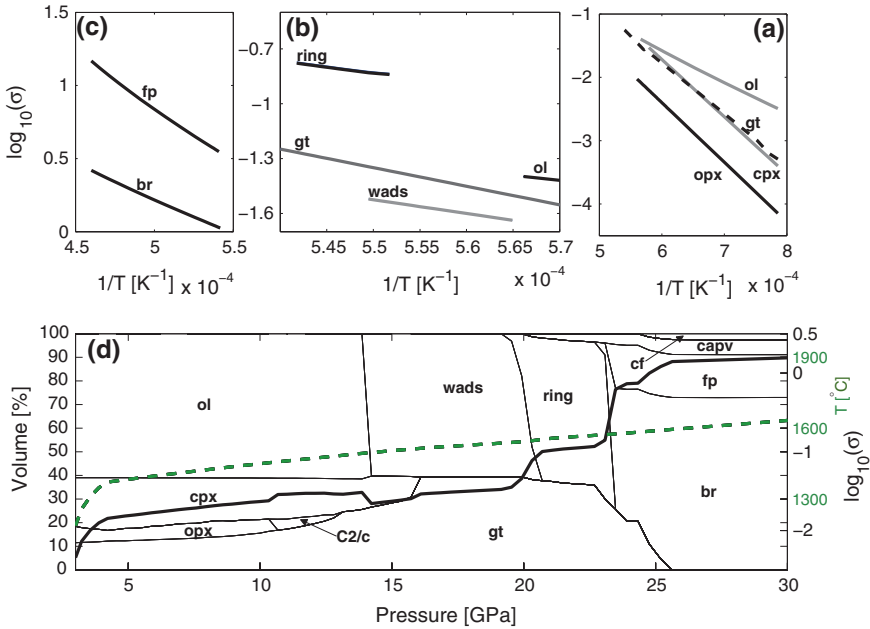 (c)
1.5
1
0.5
0
fp
br
log10(σ)
4.5
5
5.5
1/T [K⁻¹] x 10⁻⁴
(b)
−0.7
−1
−1.3
−1.6
ring
gt
wads
ol
5.45
5.5
5.55
5.6
5.65
5.7
1/T [K⁻¹]
x 10⁻⁴
(a)
−1
−2
−3
−4
ol
gt
opx
cpx
5
6
7
8
1/T [K⁻¹]
x 10⁻⁴
(d)
100
90
80
70
60
50
40
30
20
10
0
Volume [%]
ol
wads
ring
cf
capv
fp
cpx
opx
C2/c
gt
br
0.5
0
−1
−2
1900
1600
1300
T [°C]
log10(σ)
5
10
15
20
25
30
Pressure [GPa]